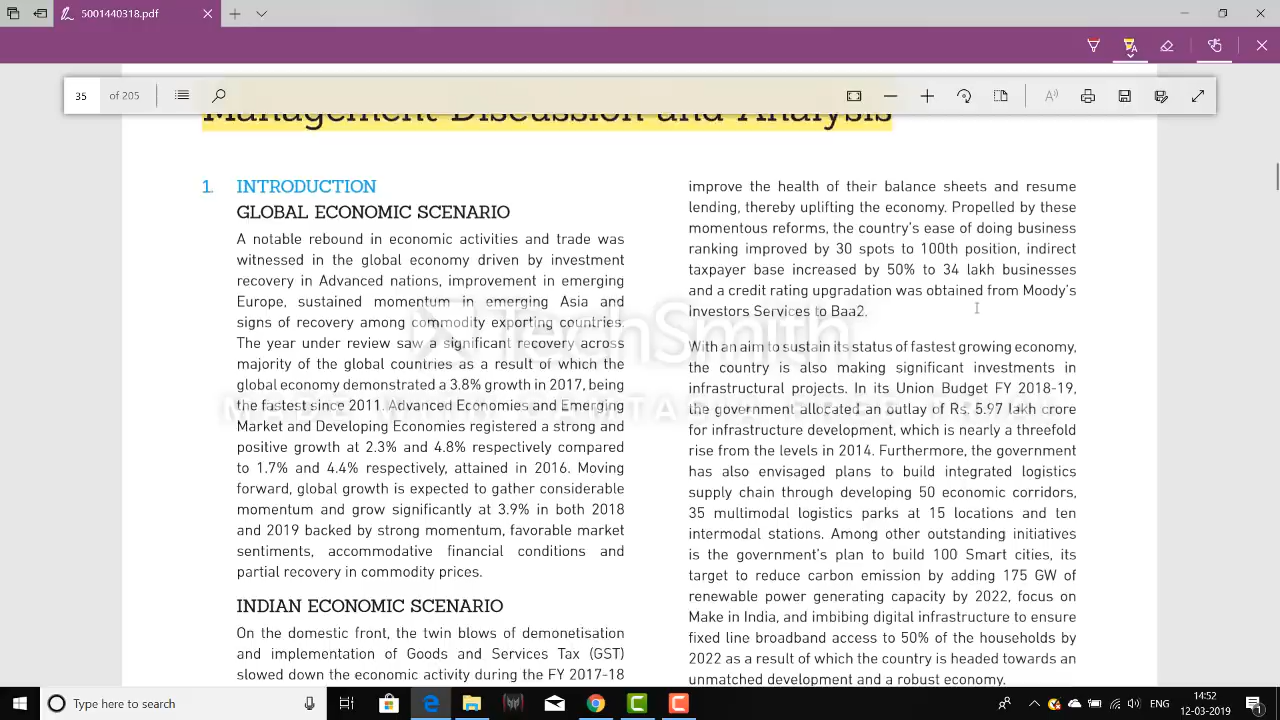 5001440318.pdf
35 of 205
Management Discussion and Analysis
1. INTRODUCTION
GLOBAL ECONOMIC SCENARIO
A notable rebound in economic activities and trade was
witnessed in the global economy driven by investment
recovery in Advanced nations, improvement in emerging
Europe, sustained momentum in emerging Asia and
signs of recovery among commodity exporting countries.
The year under review saw a significant recovery across
majority of the global countries as a result of which the
global economy demonstrated a 3.8% growth in 2017, being
the fastest since 2011. Advanced Economies and Emerging
Market and Developing Economies registered a strong and
positive growth at 2.3% and 4.8% respectively compared
to 1.7% and 4.4% respectively, attained in 2016. Moving
forward, global growth is expected to gather considerable
momentum and grow significantly at 3.9% in both 2018
and 2019 backed by strong momentum, favorable market
sentiments, accommodative financial conditions and
partial recovery in commodity prices.
INDIAN ECONOMIC SCENARIO
On the domestic front, the twin blows of demonetisation
and implementation of Goods and Services Tax (GST)
slowed down the economic activity during the FY 2017-18
improve the health of their balance sheets and resume
lending, thereby uplifting the economy. Propelled by these
momentous reforms, the country's ease of doing business
ranking improved by 30 spots to 100th position, indirect
taxpayer base increased by 50% to 34 lakh businesses
and a credit rating upgradation was obtained from Moody's
Investors Services to Baa2.
With an aim to sustain its status of fastest growing economy,
the country is also making significant investments in
infrastructural projects. In its Union Budget FY 2018-19,
the government allocated an outlay of Rs. 5.97 lakh crore
for infrastructure development, which is nearly a threefold
rise from the levels in 2014. Furthermore, the government
has also envisaged plans to build integrated logistics
supply chain through developing 50 economic corridors,
35 multimodal logistics parks at 15 locations and ten
intermodal stations. Among other outstanding initiatives
is the government's plan to build 100 Smart cities, its
target to reduce carbon emission by adding 175 GW of
renewable power generating capacity by 2022, focus on
Make in India, and imbibing digital infrastructure to ensure
fixed line broadband access to 50% of the households by
2022 as a result of which the country is headed towards an
unmatched development and a robust economy.
TechSmith
MADE WITH CAMTASIA FREE TRIAL
Type here to search
ENG
14:52
12-03-2019
1